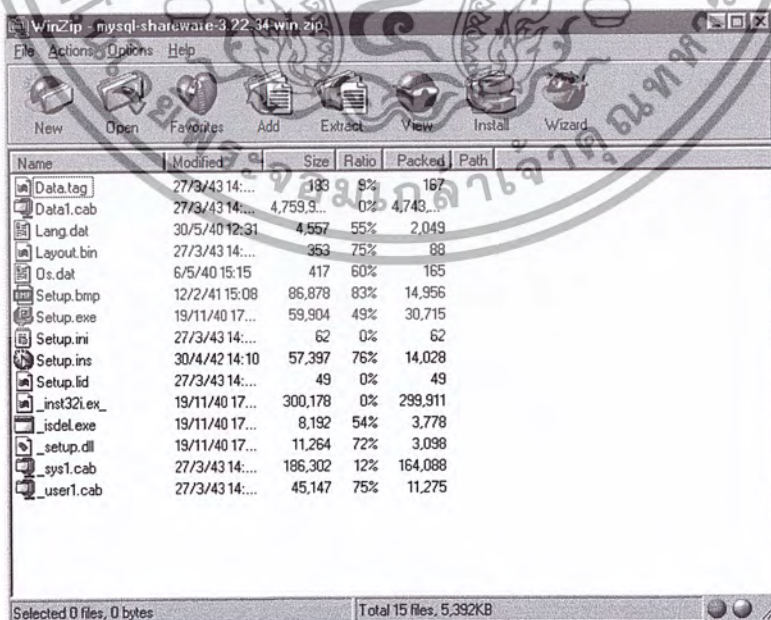 WinZip - mysql-shareware-3.22.34-win.zip
File Actions Options Help
New Open Favorites Add Extract View Install Wizard
Name Modified Size Ratio Packed Path
Data.tag 27/3/43 14:... 183 9% 167
Data1.cab 27/3/43 14:... 4,759,9... 0% 4,743,...
Lang.dat 30/5/40 12:31 4,557 55% 2,049
Layout.bin 27/3/43 14:... 353 75% 88
Os.dat 6/5/40 15:15 417 60% 165
Setup.bmp 12/2/41 15:08 86,878 83% 14,956
Setup.exe 19/11/40 17... 59,904 49% 30,715
Setup.ini 27/3/43 14:... 62 0% 62
Setup.ins 30/4/42 14:10 57,397 76% 14,028
Setup.lid 27/3/43 14:... 49 0% 49
_inst32i.ex_ 19/11/40 17... 300,178 0% 299,911
_isdel.exe 19/11/40 17... 8,192 54% 3,778
_setup.dll 19/11/40 17... 11,264 72% 3,098
_sys1.cab 27/3/43 14:... 186,302 12% 164,088
_user1.cab 27/3/43 14:... 45,147 75% 11,275
Selected 0 files, 0 bytes Total 15 files, 5,392KB